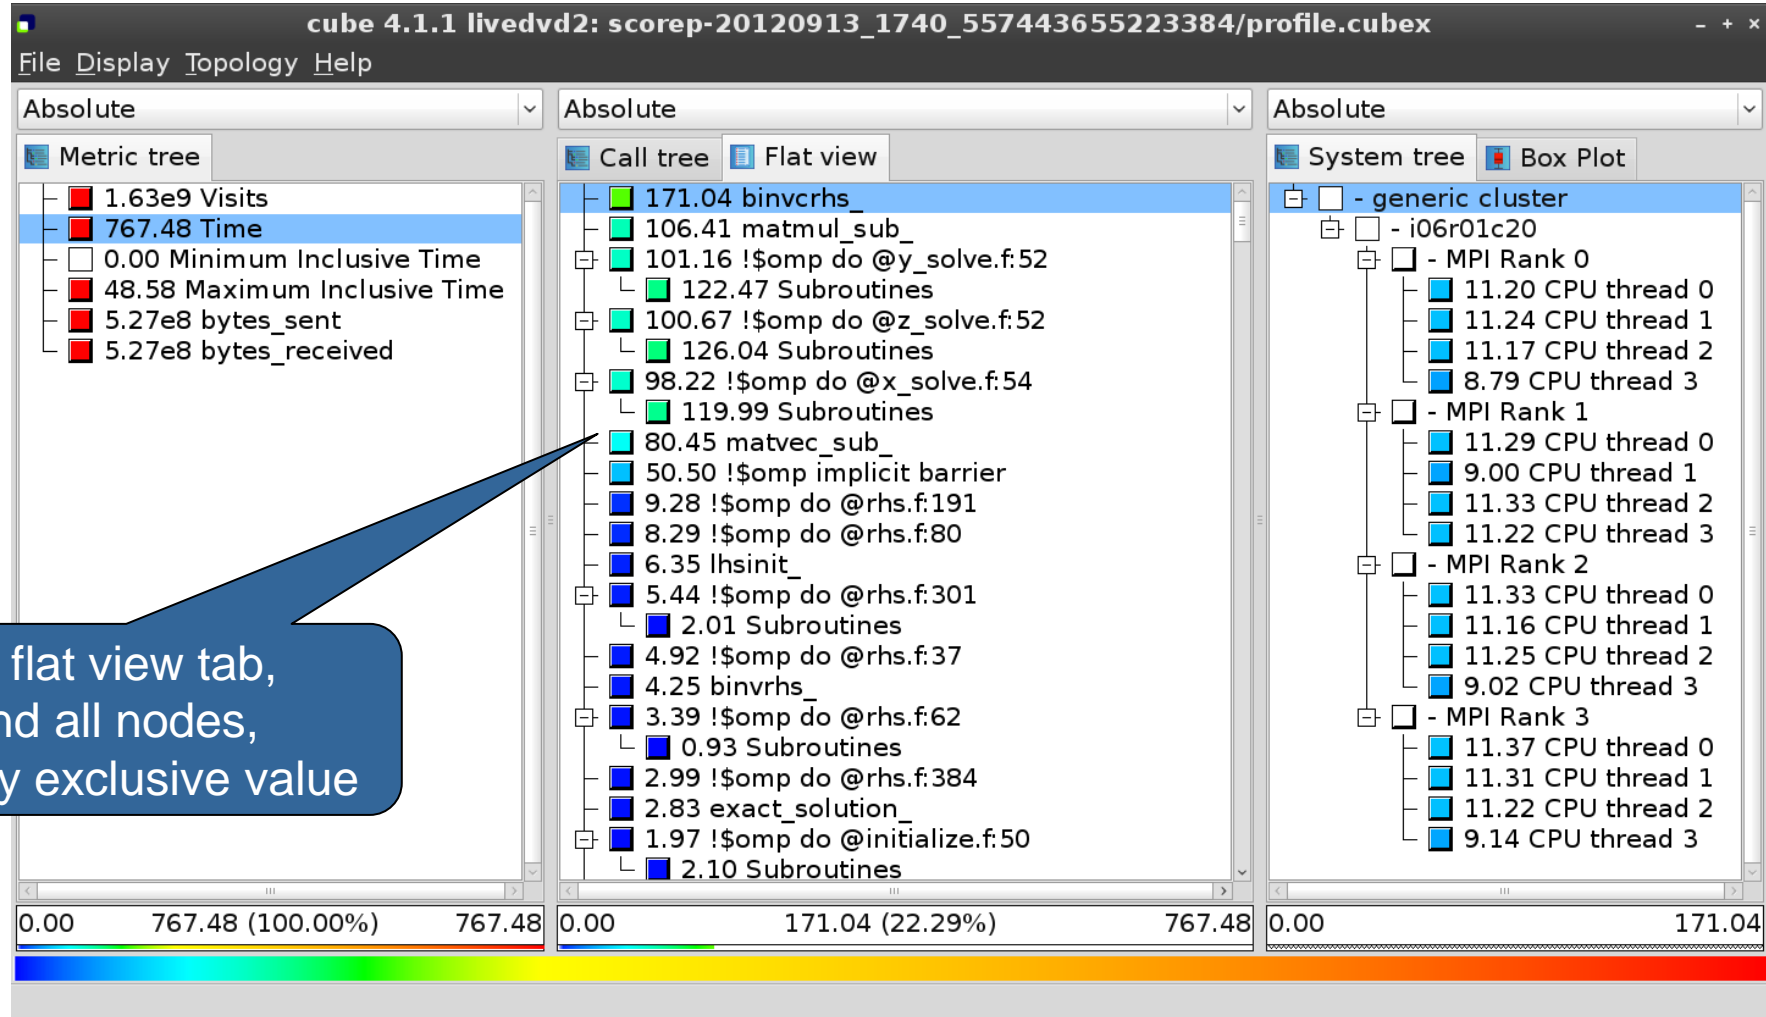 cube 4.1.1 livedvd2: scorep-20120913_1740_557443655223384/profile.cubex
File Display Topology Help
Absolute
Metric tree
1.63e9 Visits
767.48 Time
0.00 Minimum Inclusive Time
48.58 Maximum Inclusive Time
5.27e8 bytes_sent
5.27e8 bytes_received
flat view tab,
nd all nodes,
y exclusive value
0.00 767.48 (100.00%) 767.48
Absolute
Call tree Flat view
171.04 binvcrhs_
106.41 matmul_sub_
101.16 !$omp do @y_solve.f:52
122.47 Subroutines
100.67 !$omp do @z_solve.f:52
126.04 Subroutines
98.22 !$omp do @x_solve.f:54
119.99 Subroutines
80.45 matvec_sub_
50.50 !$omp implicit barrier
9.28 !$omp do @rhs.f:191
8.29 !$omp do @rhs.f:80
6.35 lhsinit_
5.44 !$omp do @rhs.f:301
2.01 Subroutines
4.92 !$omp do @rhs.f:37
4.25 binvrhs_
3.39 !$omp do @rhs.f:62
0.93 Subroutines
2.99 !$omp do @rhs.f:384
2.83 exact_solution_
1.97 !$omp do @initialize.f:50
2.10 Subroutines
0.00 171.04 (22.29%) 767.48
Absolute
System tree Box Plot
- generic cluster
- i06r01c20
- MPI Rank 0
11.20 CPU thread 0
11.24 CPU thread 1
11.17 CPU thread 2
8.79 CPU thread 3
- MPI Rank 1
11.29 CPU thread 0
9.00 CPU thread 1
11.33 CPU thread 2
11.22 CPU thread 3
- MPI Rank 2
11.33 CPU thread 0
11.16 CPU thread 1
11.25 CPU thread 2
9.02 CPU thread 3
- MPI Rank 3
11.37 CPU thread 0
11.31 CPU thread 1
11.22 CPU thread 2
9.14 CPU thread 3
0.00 171.04